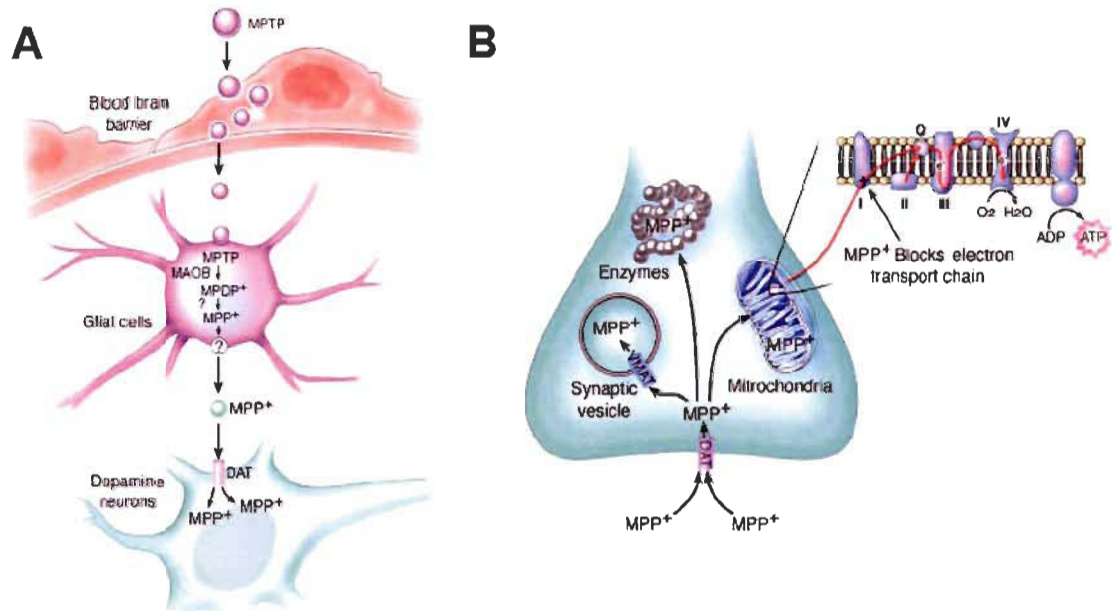 A
MPTP
Blood brain
barrier
MPTP
MAOB
MPDP+
?
MPP+
Glial cells
?
MPP+
DAT
Dopamine
neurons
MPP+
MPP+
B
Q
IV
I
II
III
O2
H2O
ADP
ATP
MPP+ Blocks electron
transport chain
MPP+
Enzymes
MPP+
VMAT
Synaptic
vesicle
MPP+
Mitrochondria
MPP+
DAT
MPP+
MPP+